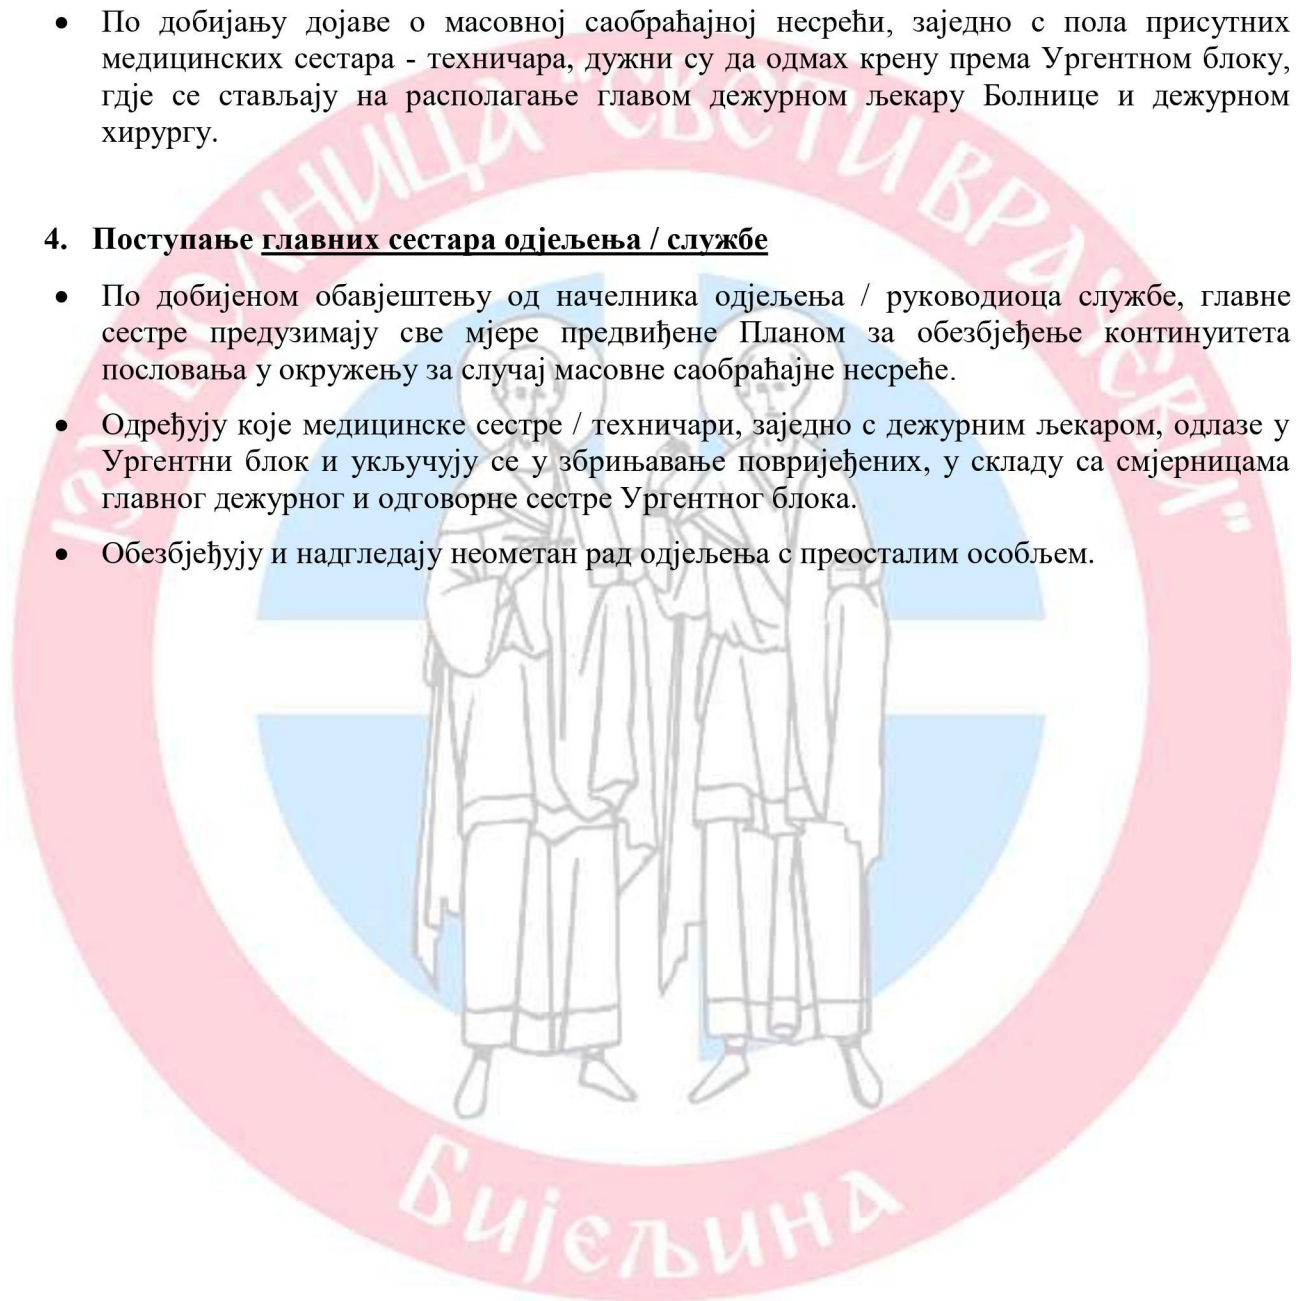 • По добијању дојаве о масовној саобраћајној несрећи, заједно с пола присутних
медицинских сестара - техничара, дужни су да одмах крену према Ургентном блоку,
гдје се стављају на располагање главом дежурном љекару Болнице и дежурном
хирургу.
4. Поступање главних сестара одјељења / службе
• По добијеном обавјештењу од начелника одјељења / руководиоца службе, главне
сестре предузимају све мјере предвиђене Планом за обезбјеђење континуитета
пословања у окружењу за случај масовне саобраћајне несреће.
• Одређују које медицинске сестре / техничари, заједно с дежурним љекаром, одлазе у
Ургентни блок и укључују се у збрињавање повријеђених, у складу са смјерницама
главног дежурног и одговорне сестре Ургентног блока.
• Обезбјеђују и надгледају неометан рад одјељења с преосталим особљем.
ЈЗУ БОЛНИЦА "СВЕТИ ВРАЧЕВИ"
Бијељина